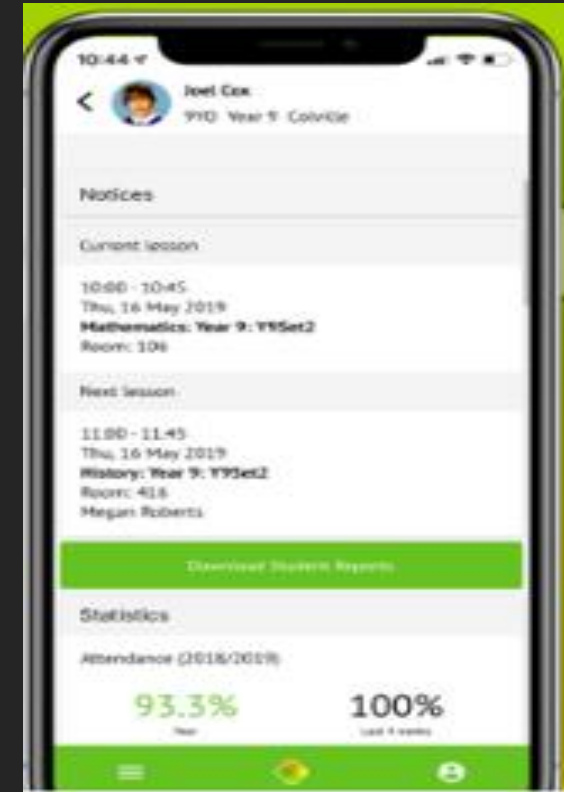 10:44
Joel Cox
9YO Year 9 Colville
Notices
Current lesson
10:00 - 10:45
Thu, 16 May 2019
Mathematics: Year 9: Y9Set2
Room: 106
Next lesson
11:00 - 11:45
Thu, 16 May 2019
History: Year 9: Y9Set2
Room: 416
Megan Roberts
Download Student Reports
Statistics
Attendance (2018/2019)
93.3% 100%
Year Last 4 weeks